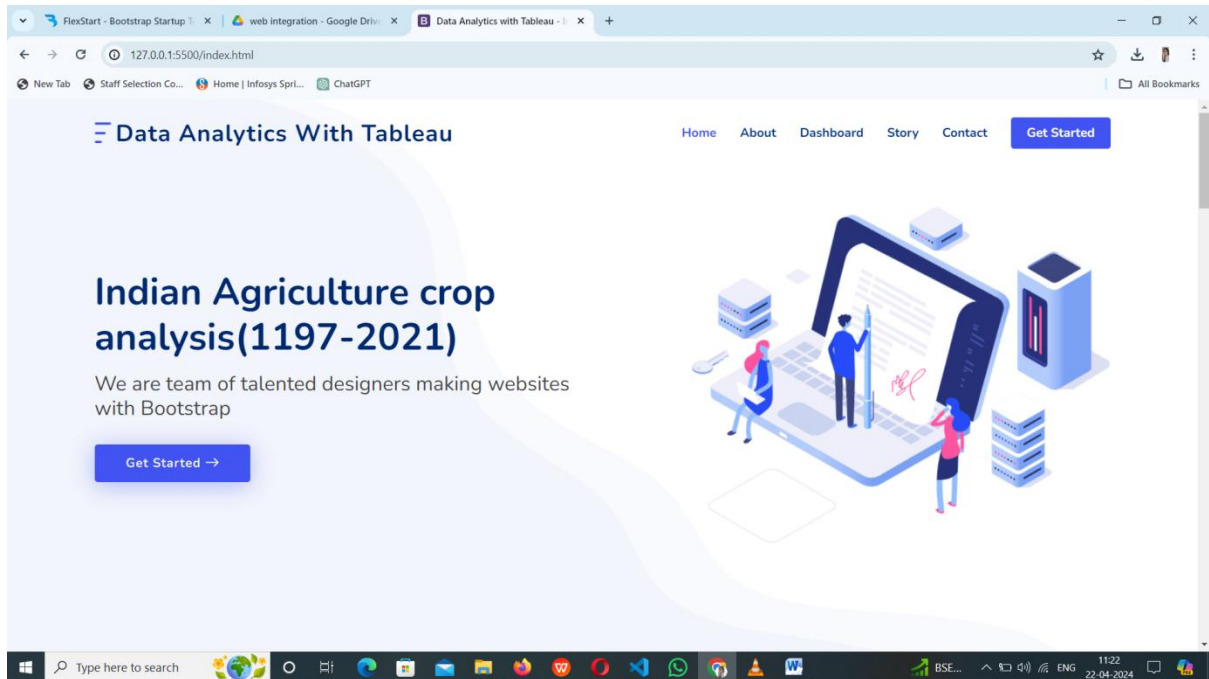 FlexStart - Bootstrap Startup T
web integration - Google Driv
Data Analytics with Tableau - I
127.0.0.1:5500/index.html
New Tab
Staff Selection Co...
Home | Infosys Spri...
ChatGPT
All Bookmarks
Data Analytics With Tableau
Home
About
Dashboard
Story
Contact
Get Started
Indian Agriculture crop
analysis(1197-2021)
We are team of talented designers making websites
with Bootstrap
Get Started →
Type here to search
BSE...
ENG
11:22
22-04-2024